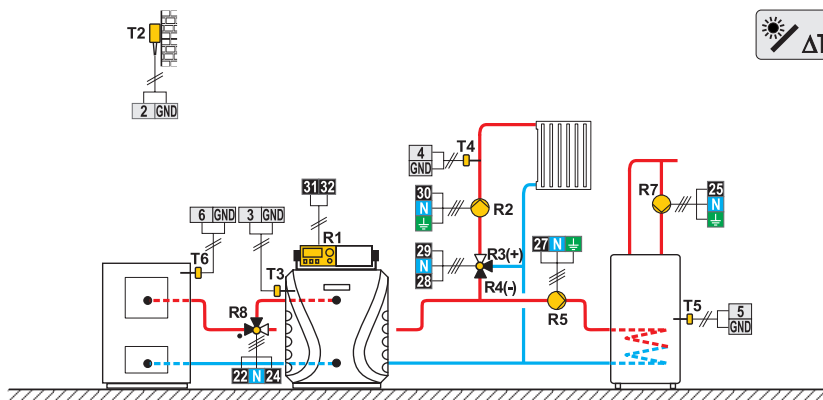 T2
ΔT
2 GND
4
GND
T4
30
N
R2
R7
25
N
6 GND
3 GND
31 32
R1
T6
T3
29
N
28
R3(+)
R4(-)
27 N
R8
R5
T5
5
GND
22 N 24